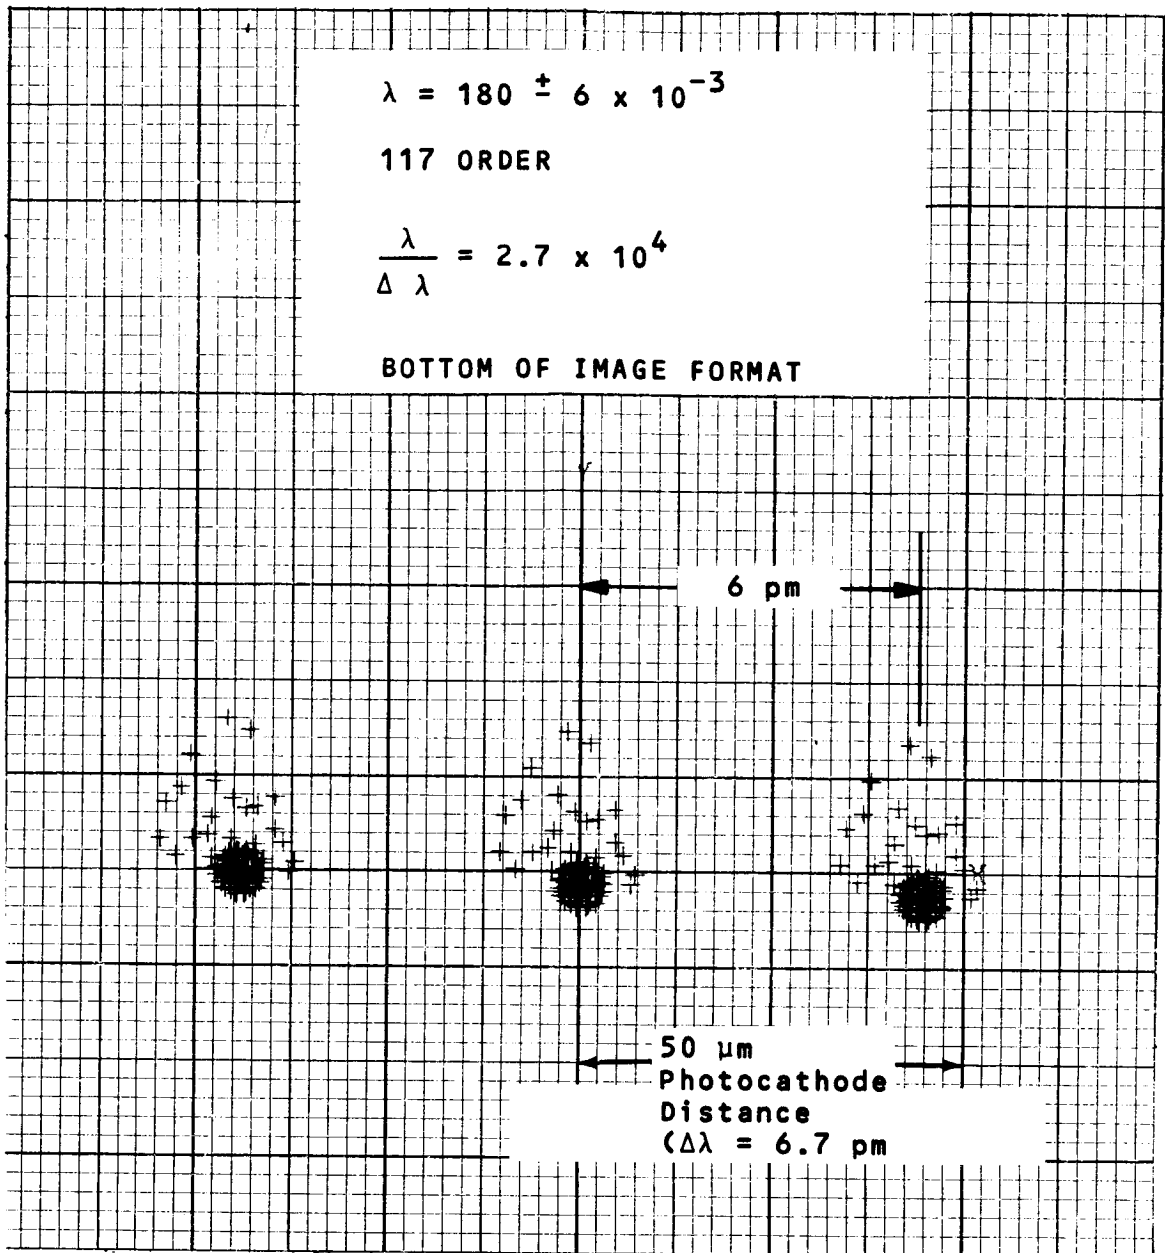 λ = 180 ± 6 x 10⁻³
117 ORDER
λ
Δ λ = 2.7 x 10⁴
BOTTOM OF IMAGE FORMAT
6 pm
50 µm
Photocathode
Distance
(Δλ = 6.7 pm